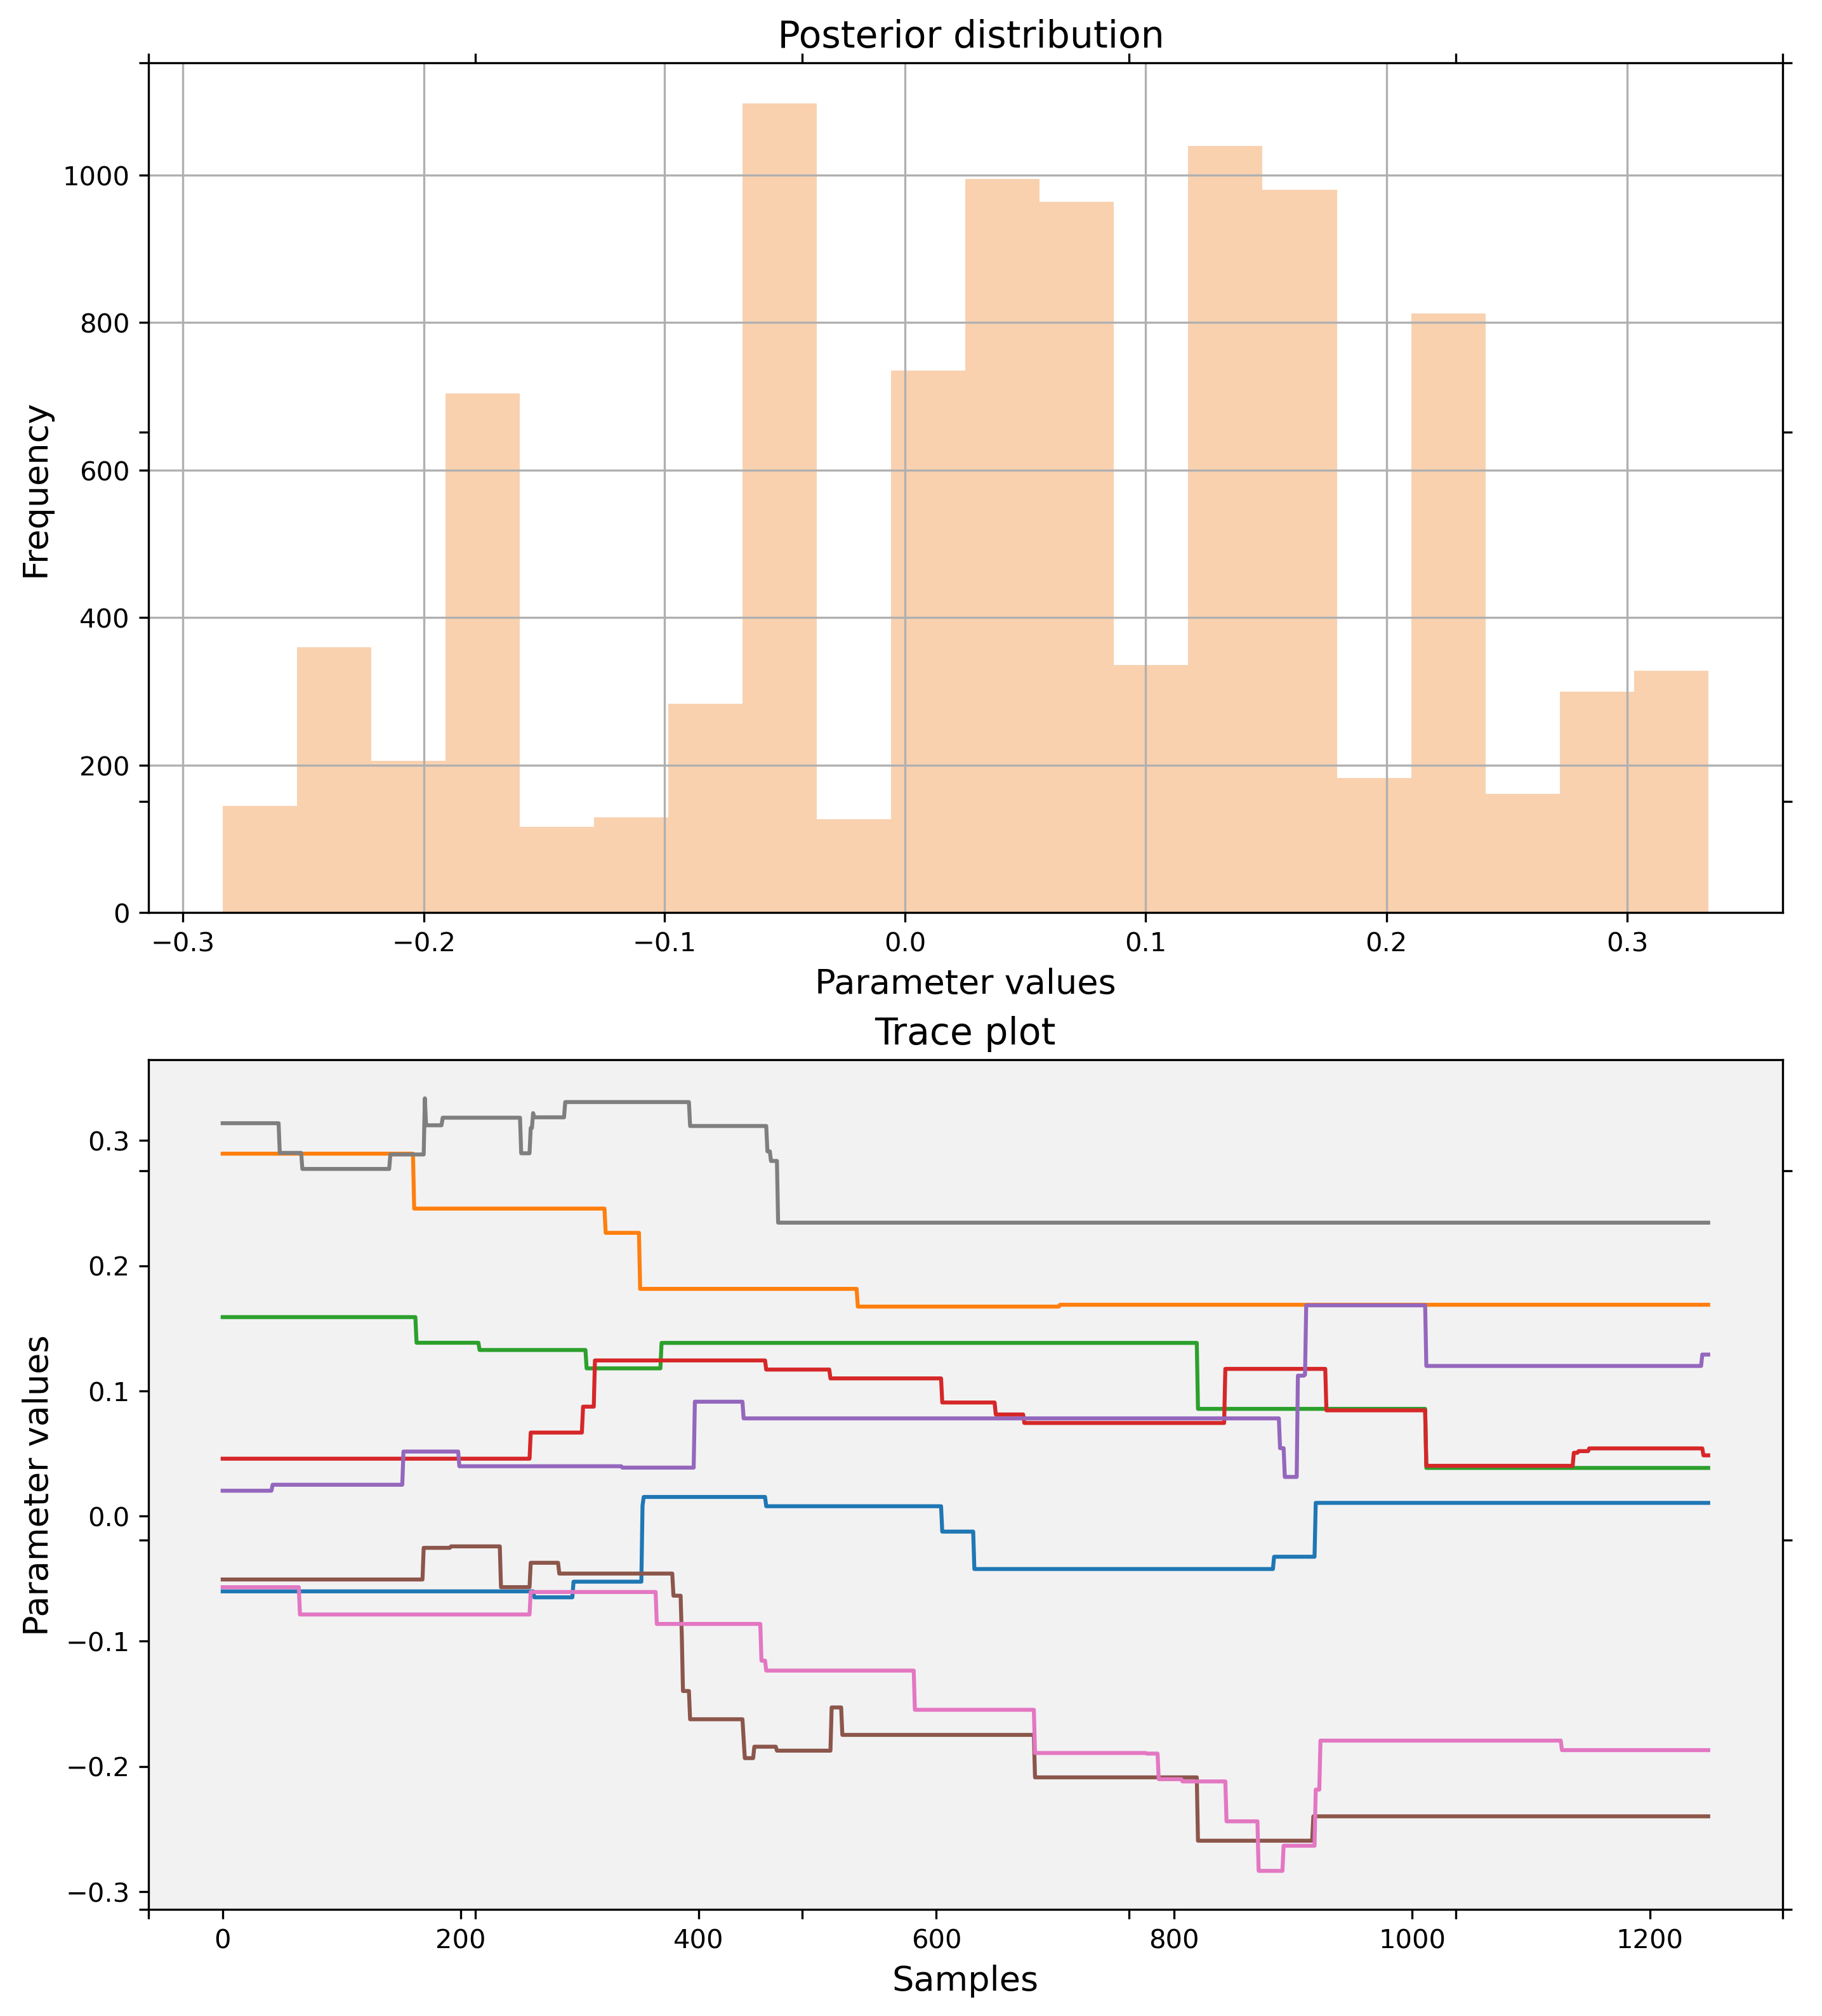 Posterior distribution
1000
800
600
400
200
0
Frequency
−0.3 −0.2 −0.1 0.0 0.1 0.2 0.3
Parameter values
Trace plot
0.3
0.2
0.1
0.0
−0.1
−0.2
−0.3
Parameter values
0 200 400 600 800 1000 1200
Samples